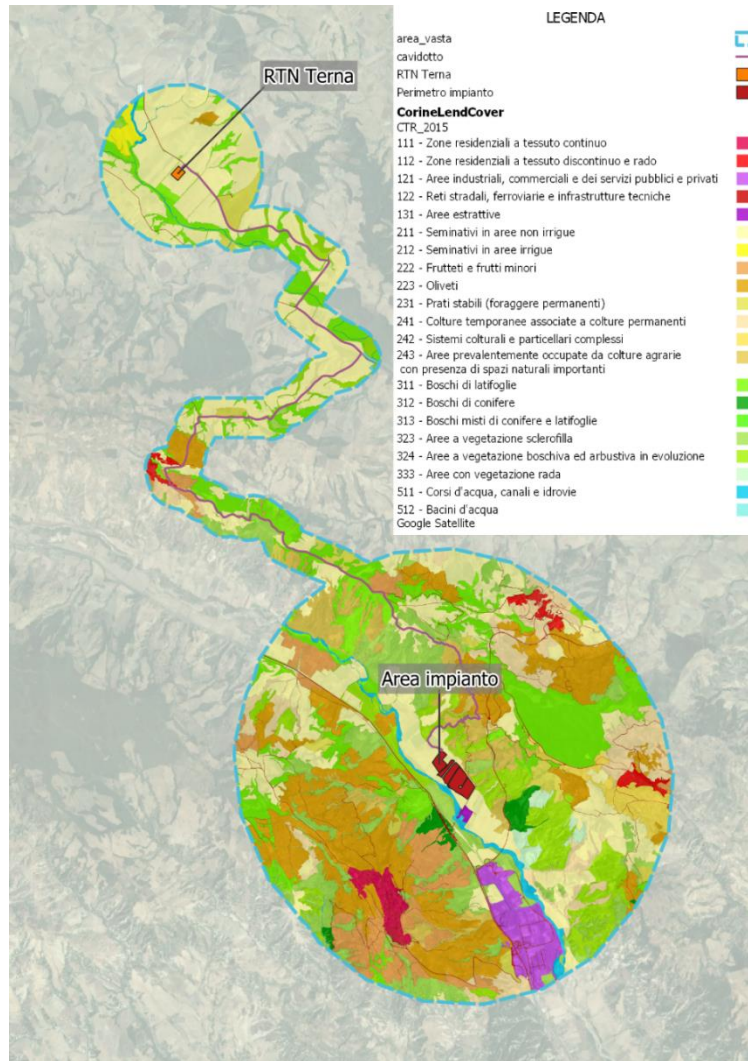 LEGENDA
area_vasta
cavidotto
RTN Terna
Perimetro impianto
CorineLendCover
CTR_2015
111 - Zone residenziali a tessuto continuo
112 - Zone residenziali a tessuto discontinuo e rado
121 - Aree industriali, commerciali e dei servizi pubblici e privati
122 - Reti stradali, ferroviarie e infrastrutture tecniche
131 - Aree estrattive
211 - Seminativi in aree non irrigue
212 - Seminativi in aree irrigue
222 - Frutteti e frutti minori
223 - Oliveti
231 - Prati stabili (foraggere permanenti)
241 - Colture temporanee associate a colture permanenti
242 - Sistemi colturali e particellari complessi
243 - Aree prevalentemente occupate da colture agrarie
con presenza di spazi naturali importanti
311 - Boschi di latifoglie
312 - Boschi di conifere
313 - Boschi misti di conifere e latifoglie
323 - Aree a vegetazione sclerofilla
324 - Aree a vegetazione boschiva ed arbustiva in evoluzione
333 - Aree con vegetazione rada
511 - Corsi d'acqua, canali e idrovie
512 - Bacini d'acqua
Google Satellite
RTN Terna
Area impianto